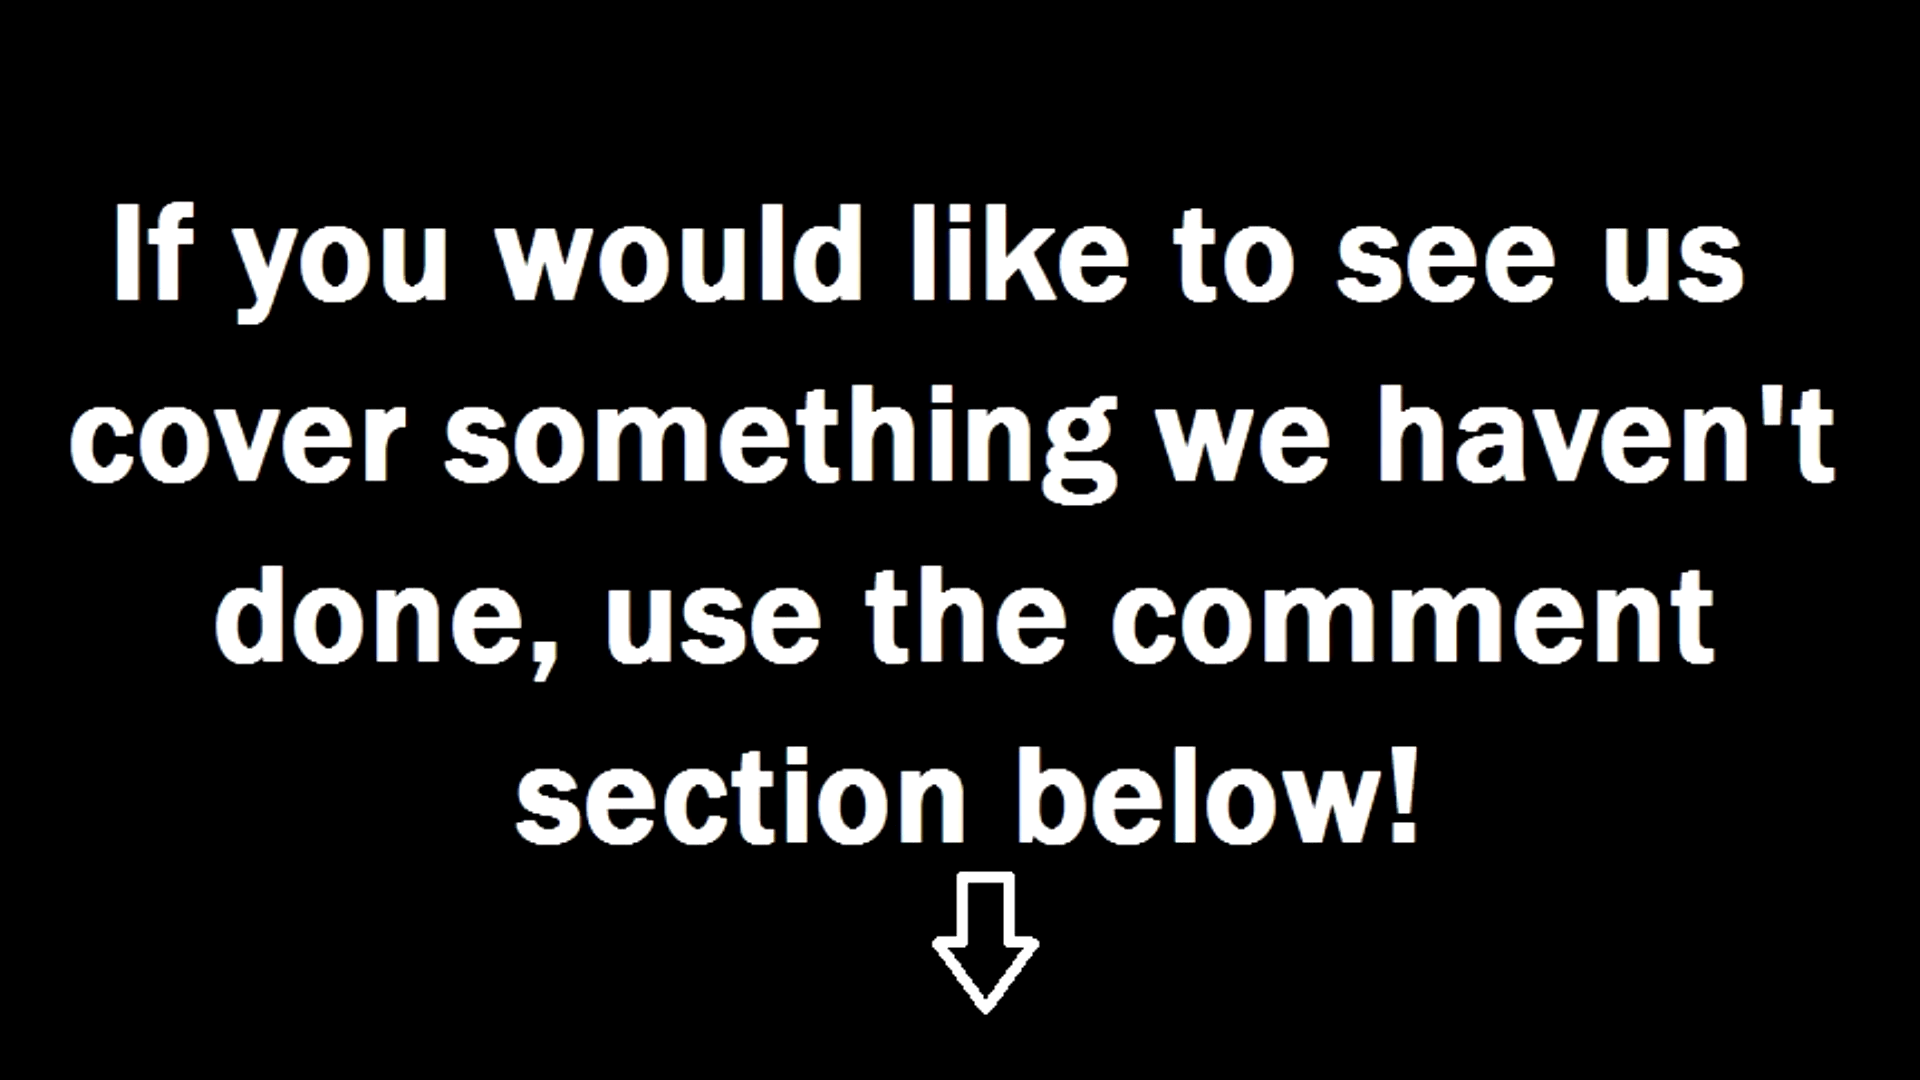 If you would like to see us
cover something we haven't
done, use the comment
section below!